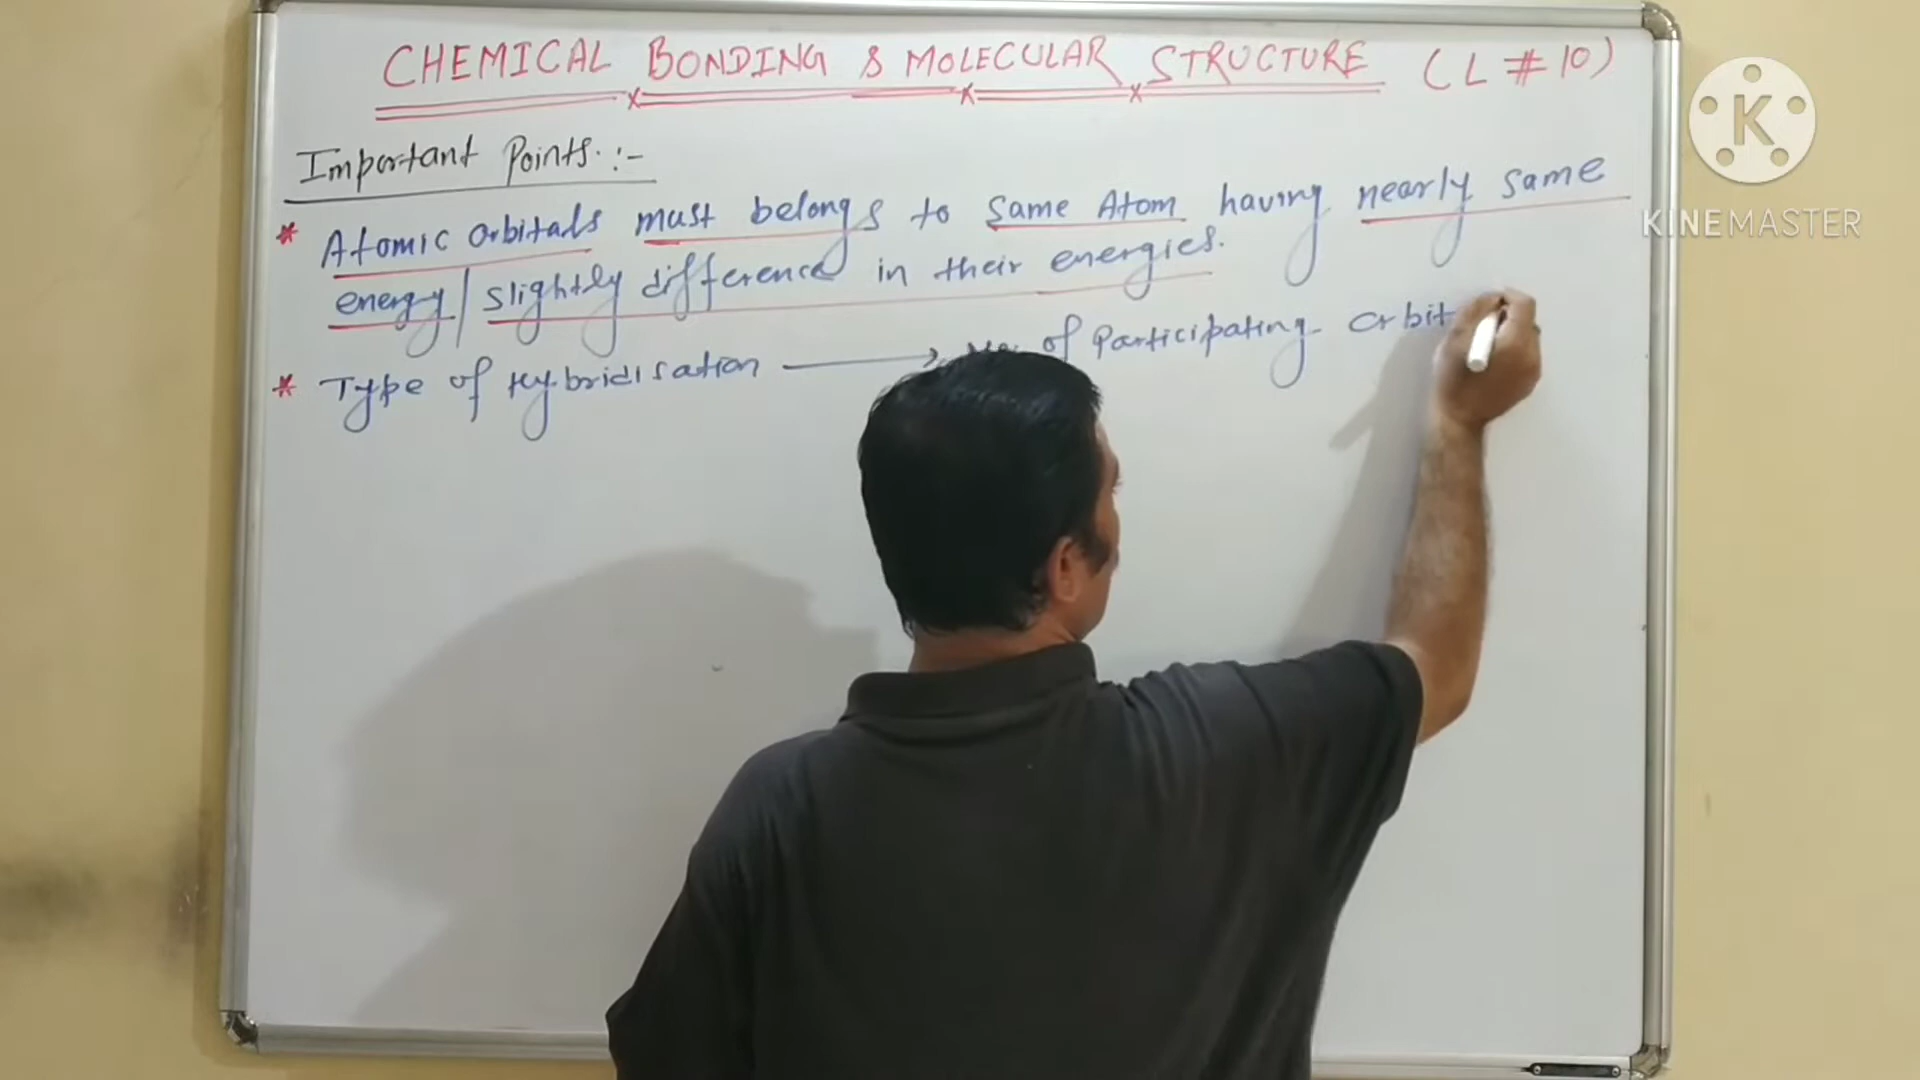 CHEMICAL BONDING & MOLECULAR STRUCTURE (L # 10)
Important Points :-
* Atomic orbitals must belongs to same Atom having nearly same
energy / slightly difference in their energies.
* Type of Hybridisation → No. of Participating orbit
K
KINEMASTER